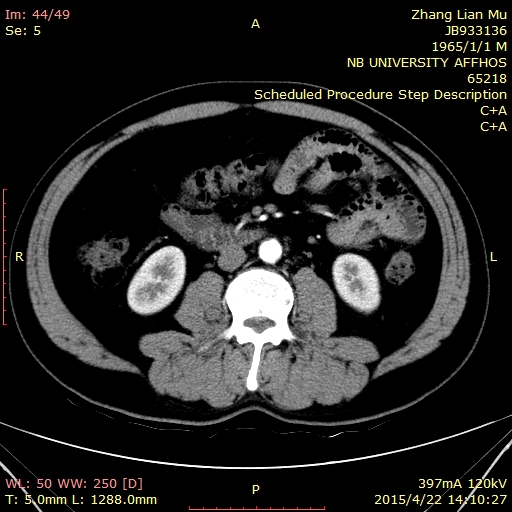 Im: 44/49
Se: 5
A
Zhang Lian Mu
JB933136
1965/1/1 M
NB UNIVERSITY AFFHOS
65218
Scheduled Procedure Step Description
C+A
C+A
R
L
WL: 50 WW: 250 [D]
T: 5.0mm L: 1288.0mm
P
397mA 120kV
2015/4/22 14:10:27